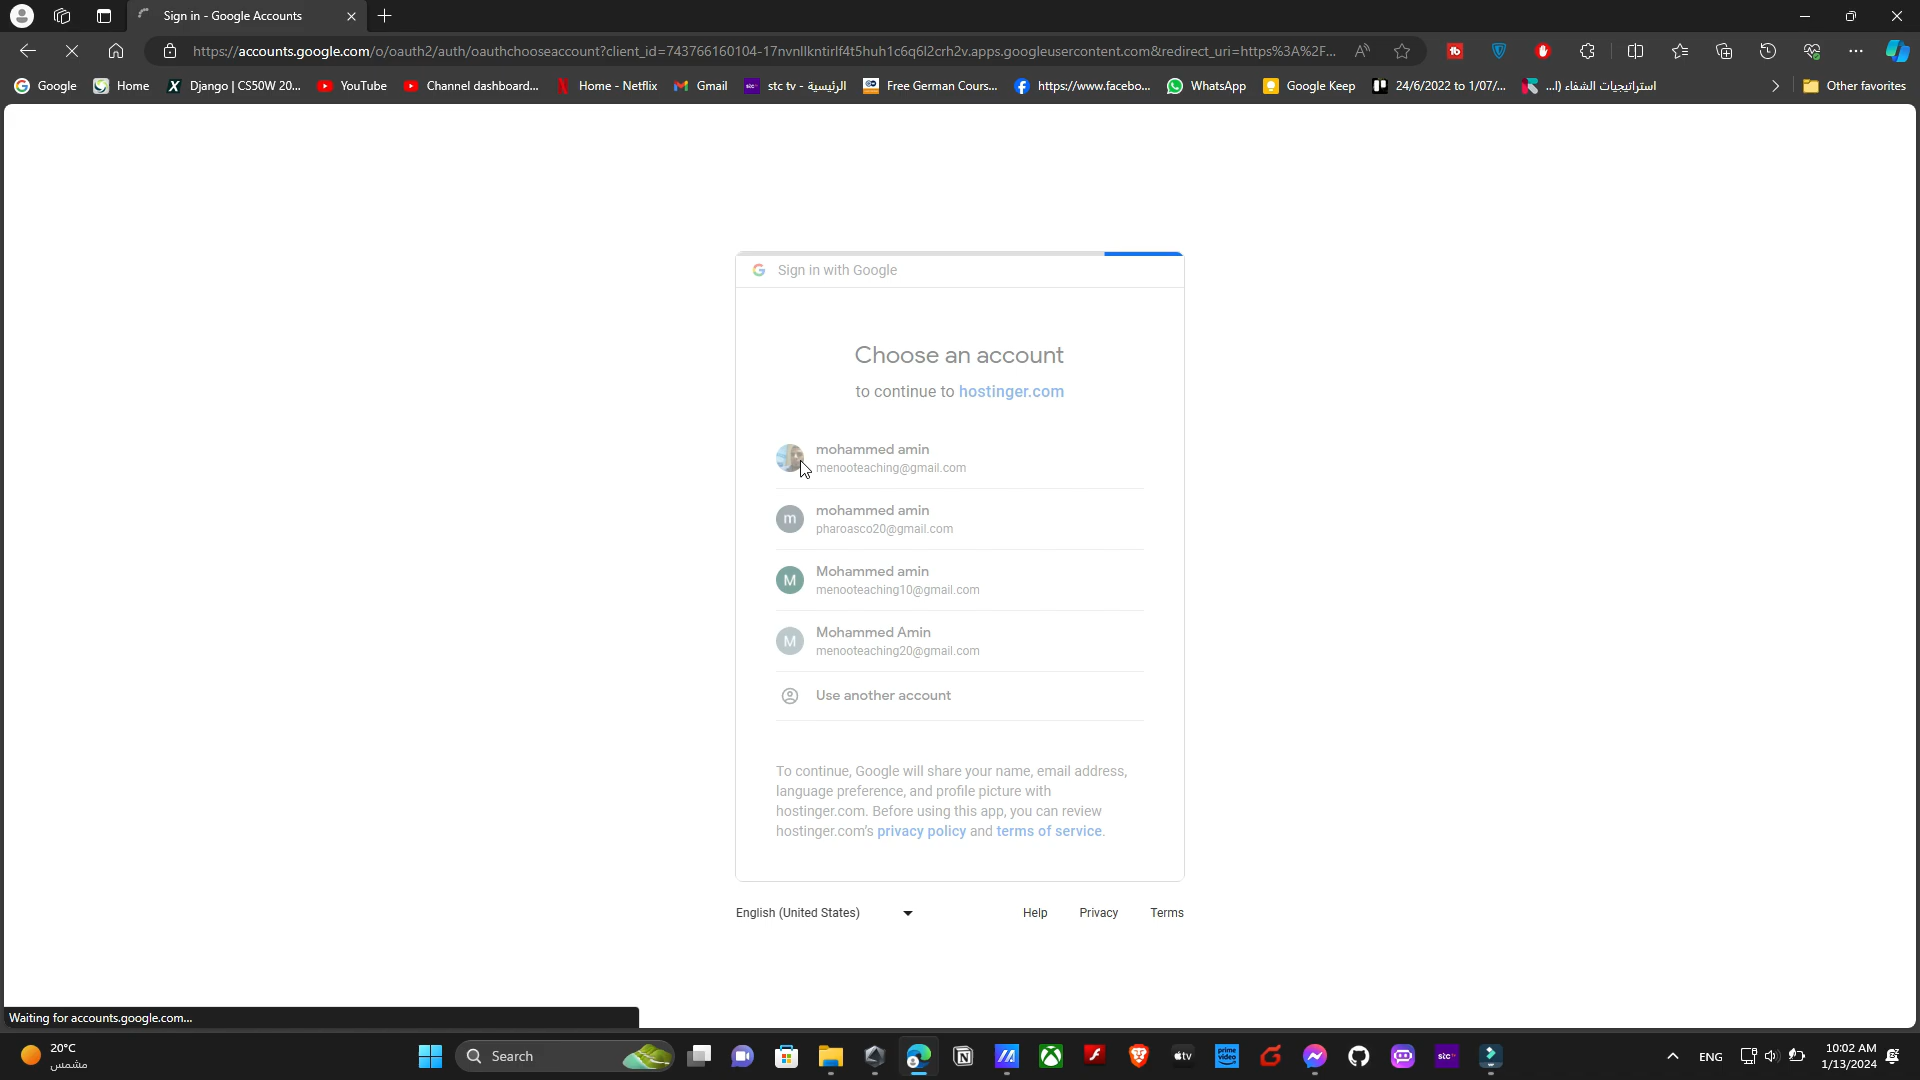 Sign in - Google Accounts
https://accounts.google.com/o/oauth2/auth/oauthchooseaccount?client_id=743766160104-17nvnllkntirlf4t5huh1c6q6l2crh2v.apps.googleusercontent.com&redirect_uri=https%3A%2F...
Google Home Django | CS50W 20... YouTube Channel dashboard... Home - Netflix Gmail stc tv - الرئيسية Free German Cours... https://www.facebo... WhatsApp Google Keep 24/6/2022 to 1/07/... استراتيجيات الشفاء (ا... Other favorites
Sign in with Google
Choose an account
to continue to hostinger.com
mohammed amin
menooteaching@gmail.com
m
mohammed amin
pharoasco20@gmail.com
M
Mohammed amin
menooteaching10@gmail.com
M
Mohammed Amin
menooteaching20@gmail.com
Use another account
To continue, Google will share your name, email address,
language preference, and profile picture with
hostinger.com. Before using this app, you can review
hostinger.com's privacy policy and terms of service.
English (United States) Help Privacy Terms
Waiting for accounts.google.com...
20°C
مشمس
Search
ENG
10:02 AM
1/13/2024